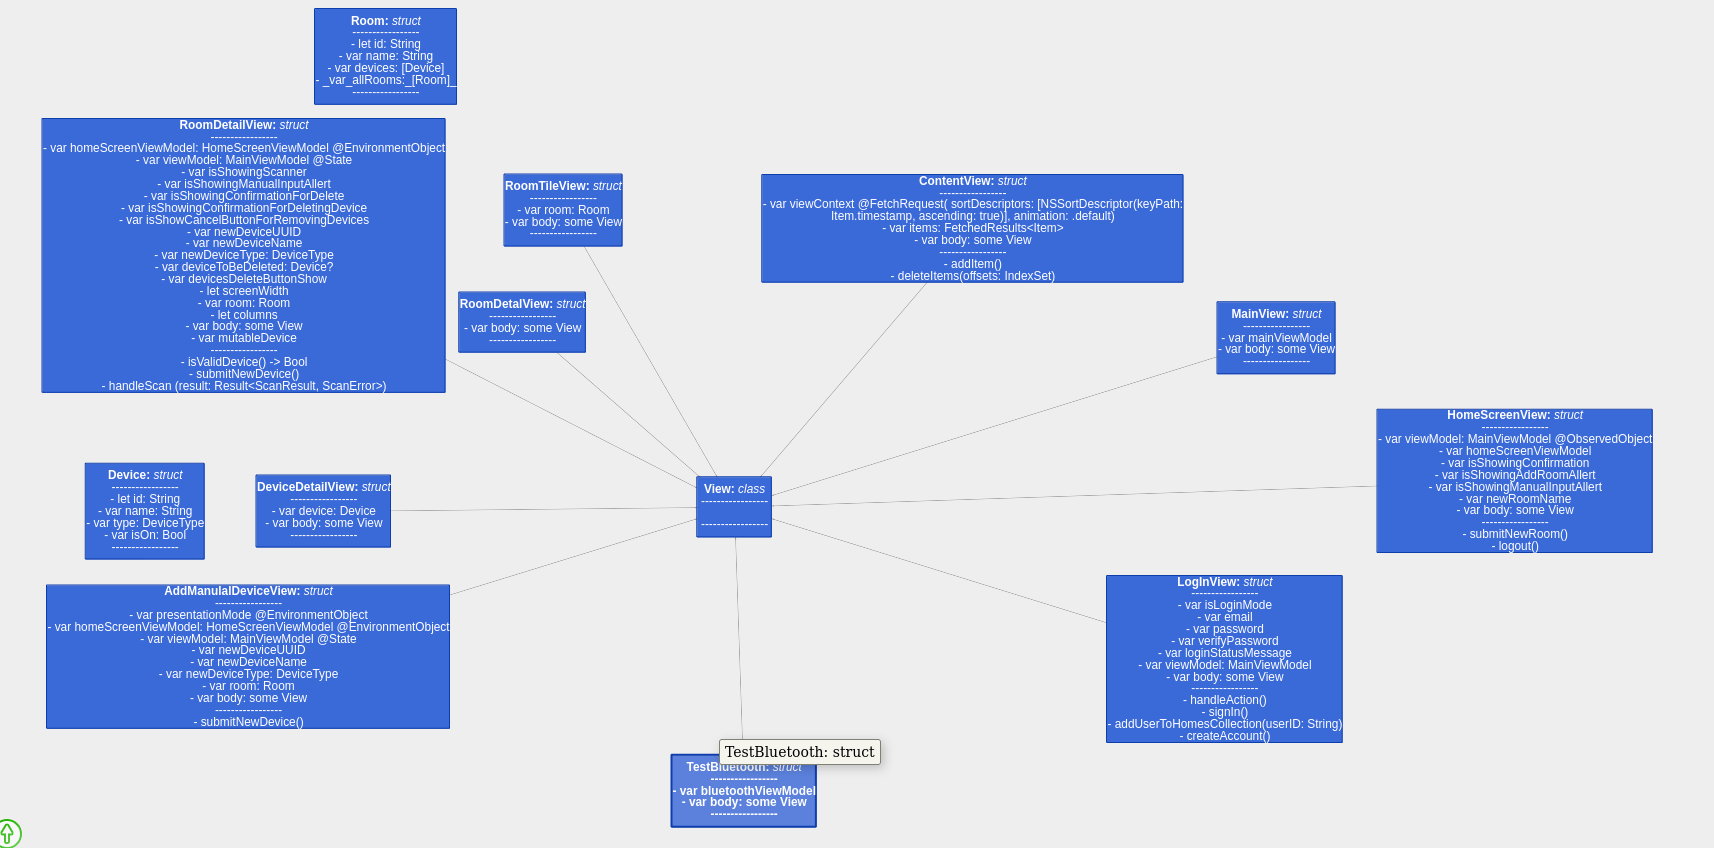 Room: struct
-----------------
- let id: String
- var name: String
- var devices: [Device]
- _var_allRooms:_[Room]_
-----------------
RoomDetailView: struct
-----------------
- var homeScreenViewModel: HomeScreenViewModel @EnvironmentObject
- var viewModel: MainViewModel @State
- var isShowingScanner
- var isShowingManualInputAlert
- var isShowingConfirmationForDelete
- var isShowingConfirmationForDeletingDevice
- var isShowCancelButtonForRemovingDevices
- var newDeviceUUID
- var newDeviceName
- var newDeviceType: DeviceType
- var deviceToBeDeleted: Device?
- var devicesDeleteButtonShow
- let screenWidth
- var room: Room
- let columns
- var body: some View
- var mutableDevice
-----------------
- isValidDevice() -> Bool
- submitNewDevice()
- handleScan (result: Result<ScanResult, ScanError>)
RoomTileView: struct
-----------------
- var room: Room
- var body: some View
-----------------
ContentView: struct
-----------------
- var viewContext @FetchRequest( sortDescriptors: [NSSortDescriptor(keyPath:
Item.timestamp, ascending: true)], animation: .default)
- var items: FetchedResults<Item>
- var body: some View
-----------------
- addItem()
- deleteItems(offsets: IndexSet)
RoomDetalView: struct
-----------------
- var body: some View
-----------------
MainView: struct
-----------------
- var mainViewModel
- var body: some View
-----------------
HomeScreenView: struct
-----------------
- var viewModel: MainViewModel @ObservedObject
- var homeScreenViewModel
- var isShowingConfirmation
- var isShowingAddRoomAlert
- var isShowingManualInputAlert
- var newRoomName
- var body: some View
-----------------
- submitNewRoom()
- logout()
Device: struct
-----------------
- let id: String
- var name: String
- var type: DeviceType
- var isOn: Bool
-----------------
DeviceDetailView: struct
-----------------
- var device: Device
- var body: some View
-----------------
View: class
-----------------
-----------------
AddManulalDeviceView: struct
-----------------
- var presentationMode @EnvironmentObject
- var homeScreenViewModel: HomeScreenViewModel @EnvironmentObject
- var viewModel: MainViewModel @State
- var newDeviceUUID
- var newDeviceName
- var newDeviceType: DeviceType
- var room: Room
- var body: some View
-----------------
- submitNewDevice()
LogInView: struct
-----------------
- var isLoginMode
- var email
- var password
- var verifyPassword
- var loginStatusMessage
- var viewModel: MainViewModel
- var body: some View
-----------------
- handleAction()
- signIn()
- addUserToHomesCollection(userID: String)
- createAccount()
TestBluetooth: struct
TestBluetooth: struct
-----------------
- var bluetoothViewModel
- var body: some View
-----------------